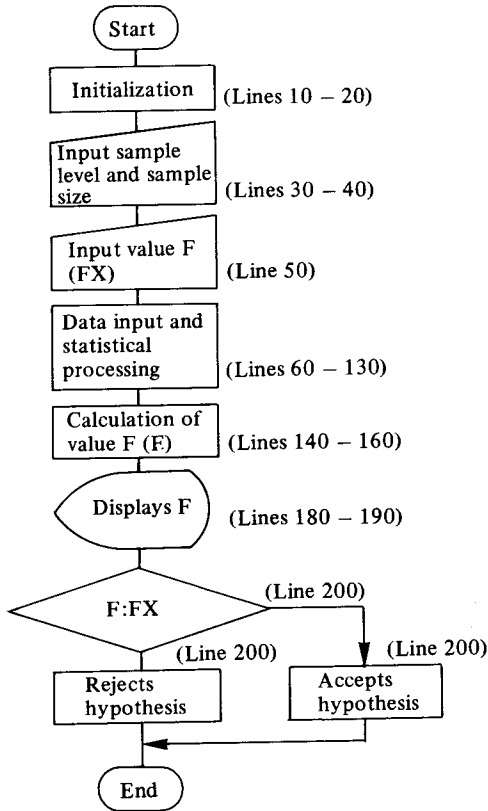 Start
Initialization
(Lines 10 – 20)
Input sample
level and sample
size
(Lines 30 – 40)
Input value F
(FX)
(Line 50)
Data input and
statistical
processing
(Lines 60 – 130)
Calculation of
value F (F)
(Lines 140 – 160)
Displays F
(Lines 180 – 190)
F:FX
(Line 200)
(Line 200)
(Line 200)
Rejects
hypothesis
Accepts
hypothesis
End